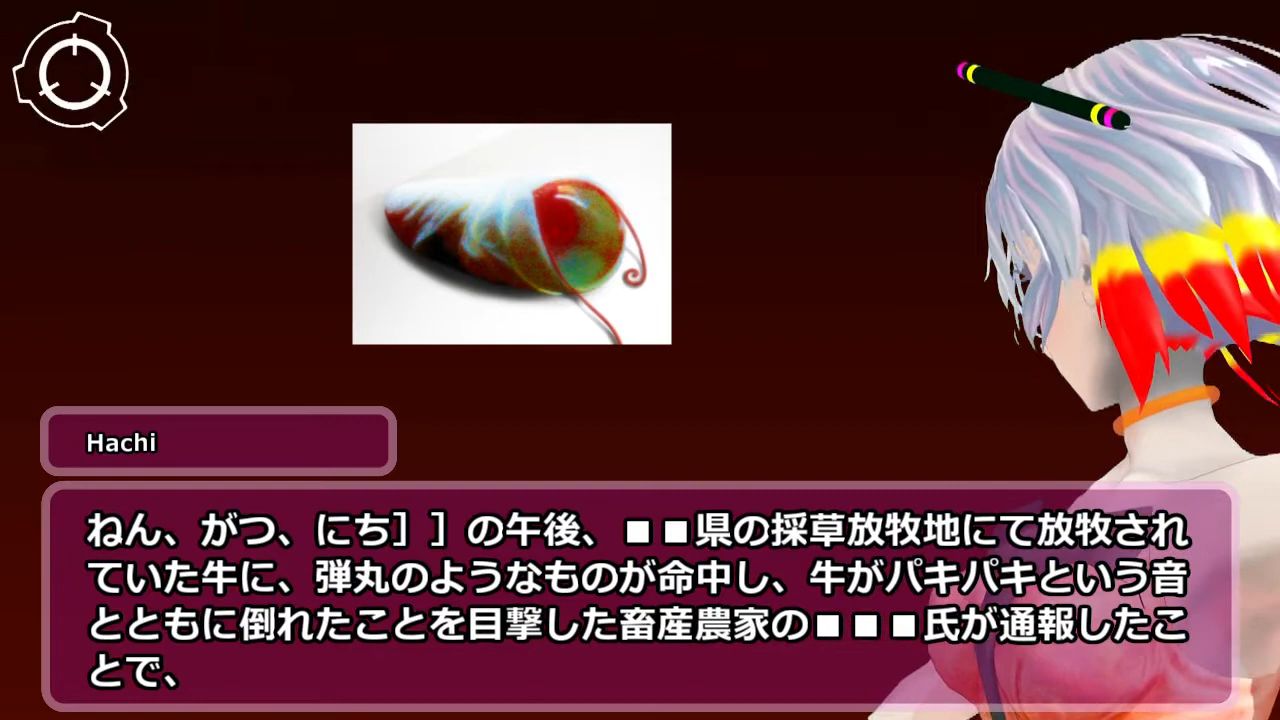 Hachi
ねん、がつ、にち］］の午後、■■県の採草放牧地にて放牧され
ていた牛に、弾丸のようなものが命中し、牛がパキパキという音
とともに倒れたことを目撃した畜産農家の■■■氏が通報したこ
とで、